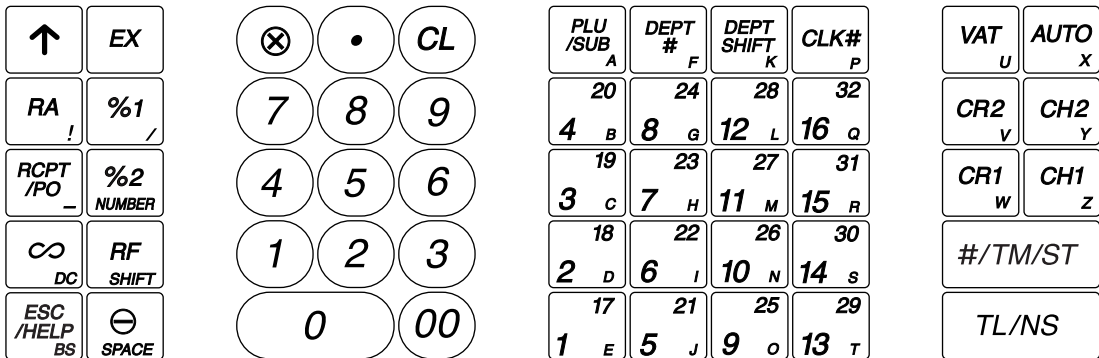 ↑ EX ⊗ • CL PLU /SUB A DEPT # F DEPT SHIFT K CLK# P VAT U AUTO X
RA ! %1 / 7 8 9 20 4 B 24 8 G 28 12 L 32 16 Q CR2 V CH2 Y
RCPT /PO _ %2 NUMBER 4 5 6 19 3 C 23 7 H 27 11 M 31 15 R CR1 W CH1 Z
∞ DC RF SHIFT 1 2 3 18 2 D 22 6 I 26 10 N 30 14 S #/TM/ST
ESC /HELP BS ⊖ SPACE 0 00 17 1 E 21 5 J 25 9 O 29 13 T TL/NS